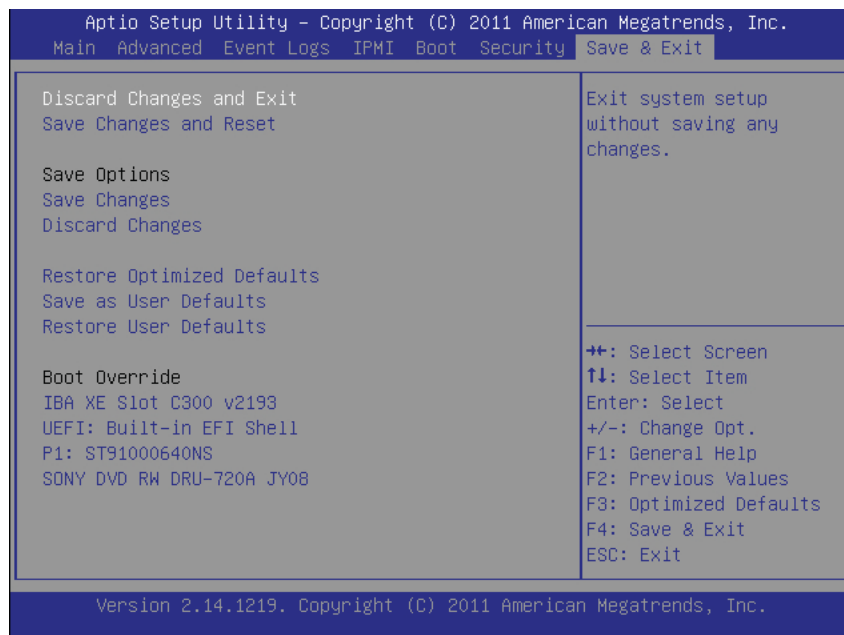 Aptio Setup Utility – Copyright (C) 2011 American Megatrends, Inc.
Main Advanced Event Logs IPMI Boot Security Save & Exit
Discard Changes and Exit
Save Changes and Reset
Save Options
Save Changes
Discard Changes
Restore Optimized Defaults
Save as User Defaults
Restore User Defaults
Boot Override
IBA XE Slot C300 v2193
UEFI: Built-in EFI Shell
P1: ST91000640NS
SONY DVD RW DRU-720A JY08
Exit system setup
without saving any
changes.
→←: Select Screen
↑↓: Select Item
Enter: Select
+/-: Change Opt.
F1: General Help
F2: Previous Values
F3: Optimized Defaults
F4: Save & Exit
ESC: Exit
Version 2.14.1219. Copyright (C) 2011 American Megatrends, Inc.